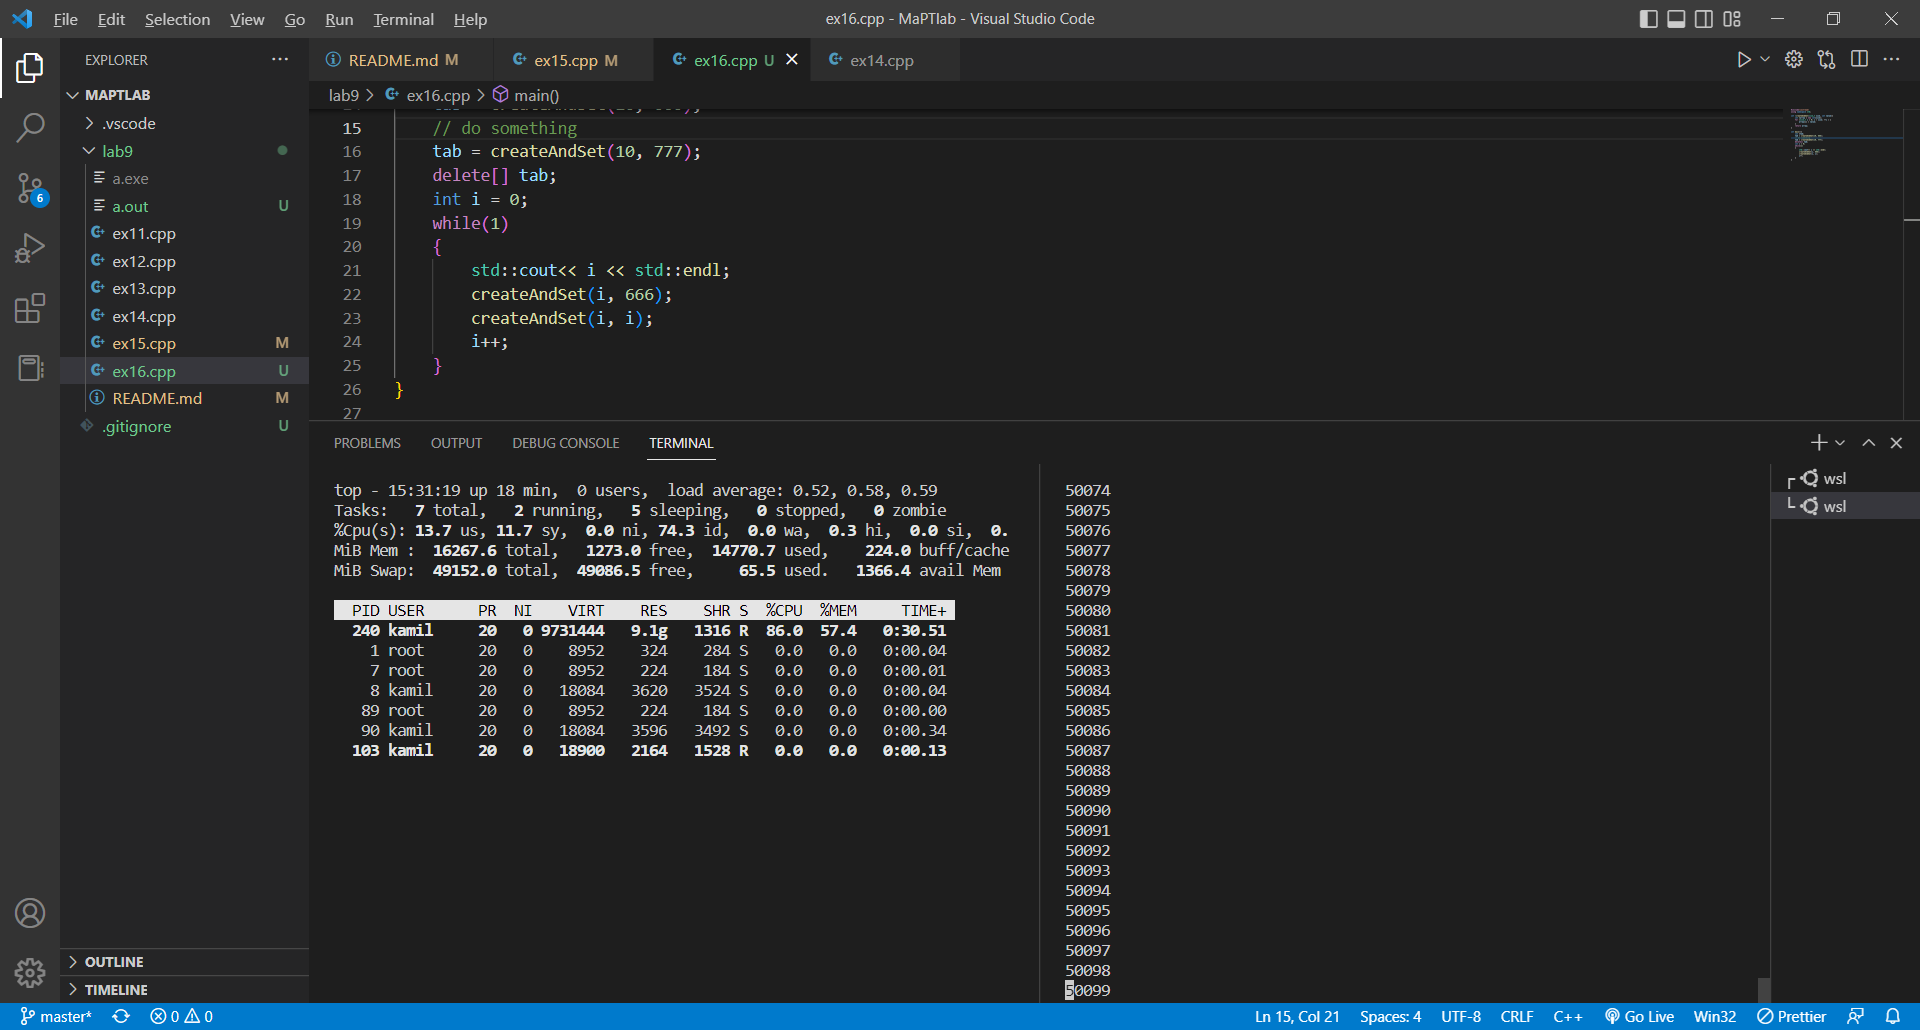 File Edit Selection View Go Run Terminal Help
ex16.cpp - MaPTlab - Visual Studio Code
EXPLORER
README.md M
ex15.cpp M
ex16.cpp U
ex14.cpp
MAPTLAB
.vscode
lab9
a.exe
a.out U
ex11.cpp
ex12.cpp
ex13.cpp
ex14.cpp
ex15.cpp M
ex16.cpp U
README.md M
.gitignore U
6
OUTLINE
TIMELINE
lab9 > ex16.cpp > main()
15 // do something
16 tab = createAndSet(10, 777);
17 delete[] tab;
18 int i = 0;
19 while(1)
20 {
21 std::cout<< i << std::endl;
22 createAndSet(i, 666);
23 createAndSet(i, i);
24 i++;
25 }
26 }
27
PROBLEMS OUTPUT DEBUG CONSOLE TERMINAL
top - 15:31:19 up 18 min, 0 users, load average: 0.52, 0.58, 0.59
Tasks: 7 total, 2 running, 5 sleeping, 0 stopped, 0 zombie
%Cpu(s): 13.7 us, 11.7 sy, 0.0 ni, 74.3 id, 0.0 wa, 0.3 hi, 0.0 si, 0.
MiB Mem : 16267.6 total, 1273.0 free, 14770.7 used, 224.0 buff/cache
MiB Swap: 49152.0 total, 49086.5 free, 65.5 used. 1366.4 avail Mem
PID USER PR NI VIRT RES SHR S %CPU %MEM TIME+
240 kamil 20 0 9731444 9.1g 1316 R 86.0 57.4 0:30.51
1 root 20 0 8952 324 284 S 0.0 0.0 0:00.04
7 root 20 0 8952 224 184 S 0.0 0.0 0:00.01
8 kamil 20 0 18084 3620 3524 S 0.0 0.0 0:00.04
89 root 20 0 8952 224 184 S 0.0 0.0 0:00.00
90 kamil 20 0 18084 3596 3492 S 0.0 0.0 0:00.34
103 kamil 20 0 18900 2164 1528 R 0.0 0.0 0:00.13
50074
50075
50076
50077
50078
50079
50080
50081
50082
50083
50084
50085
50086
50087
50088
50089
50090
50091
50092
50093
50094
50095
50096
50097
50098
50099
wsl
wsl
master* 0 0
Ln 15, Col 21 Spaces: 4 UTF-8 CRLF C++ Go Live Win32 Prettier